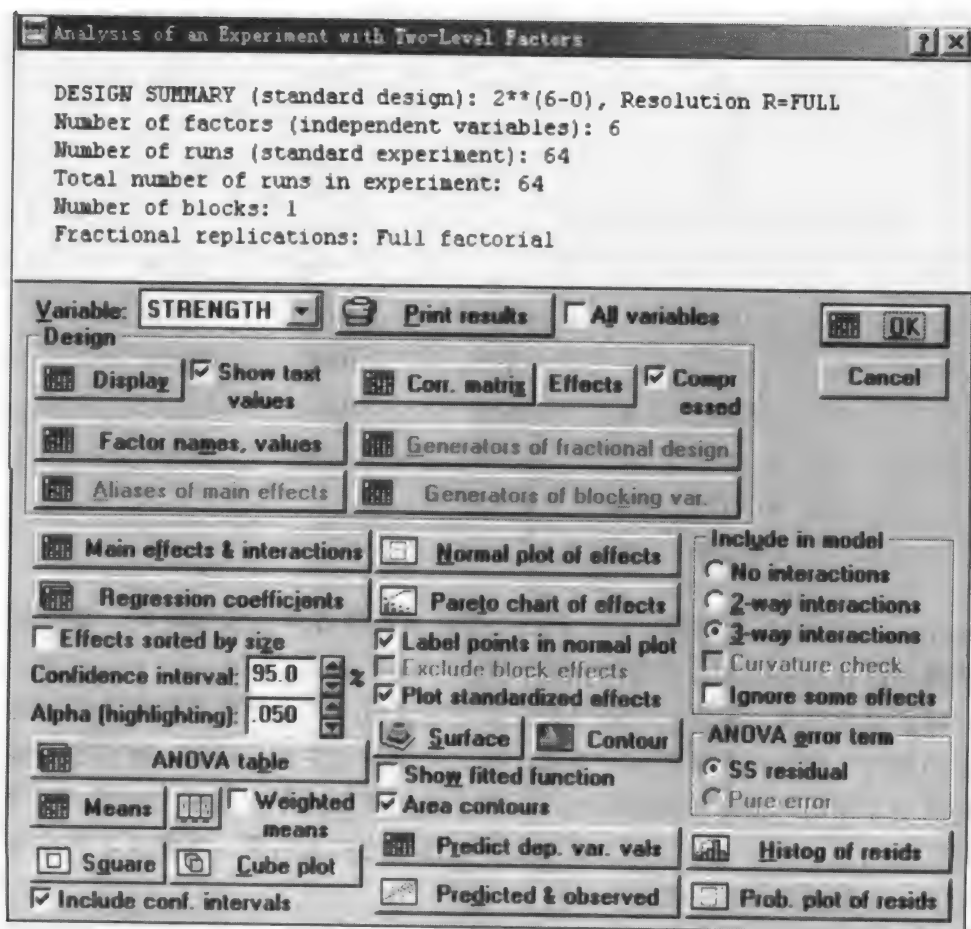 Analysis of an Experiment with Two-Level Factors
DESIGN SUMMARY (standard design): 2**(6-0), Resolution R=FULL
Number of factors (independent variables): 6
Number of runs (standard experiment): 64
Total number of runs in experiment: 64
Number of blocks: 1
Fractional replications: Full factorial
Variable: STRENGTH
Print results
All variables
OK
Cancel
Design
Display
Show text
values
Corr. matrix
Effects
Compr
essed
Factor names, values
Generators of fractional design
Aliases of main effects
Generators of blocking var.
Main effects & interactions
Normal plot of effects
Regression coefficients
Pareto chart of effects
Effects sorted by size
Label points in normal plot
Confidence interval: 95.0 %
Exclude block effects
Alpha (highlighting): .050
Plot standardized effects
Include in model
No interactions
2-way interactions
3-way interactions
Curvature check
Ignore some effects
ANOVA table
Surface
Contour
Show fitted function
Area contours
ANOVA error term
SS residual
Pure error
Means
Weighted
means
Square
Cube plot
Include conf. intervals
Predict dep. var. vals
Histog of resids
Predicted & observed
Prob. plot of resids